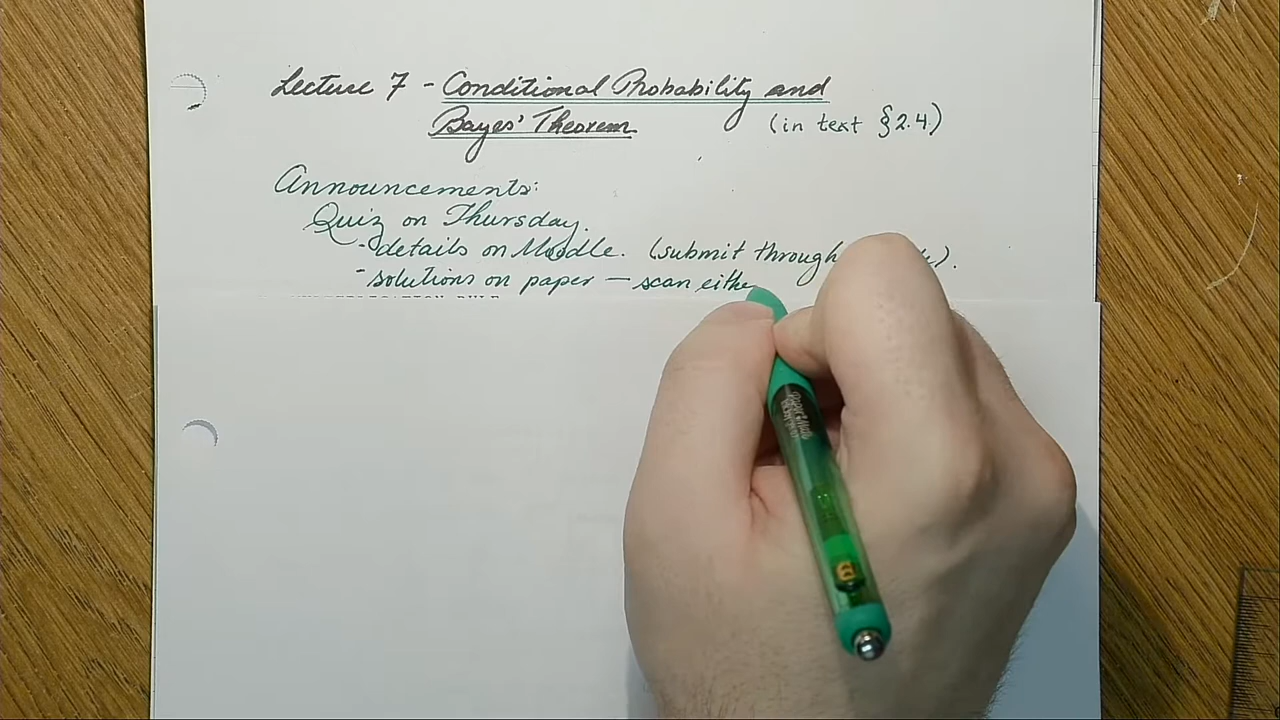 Lecture 7 - Conditional Probability and
Bayes' Theorem (in text §2.4)
Announcements:
Quiz on Thursday.
- details on Moodle. (submit through
- solutions on paper — scan eithe